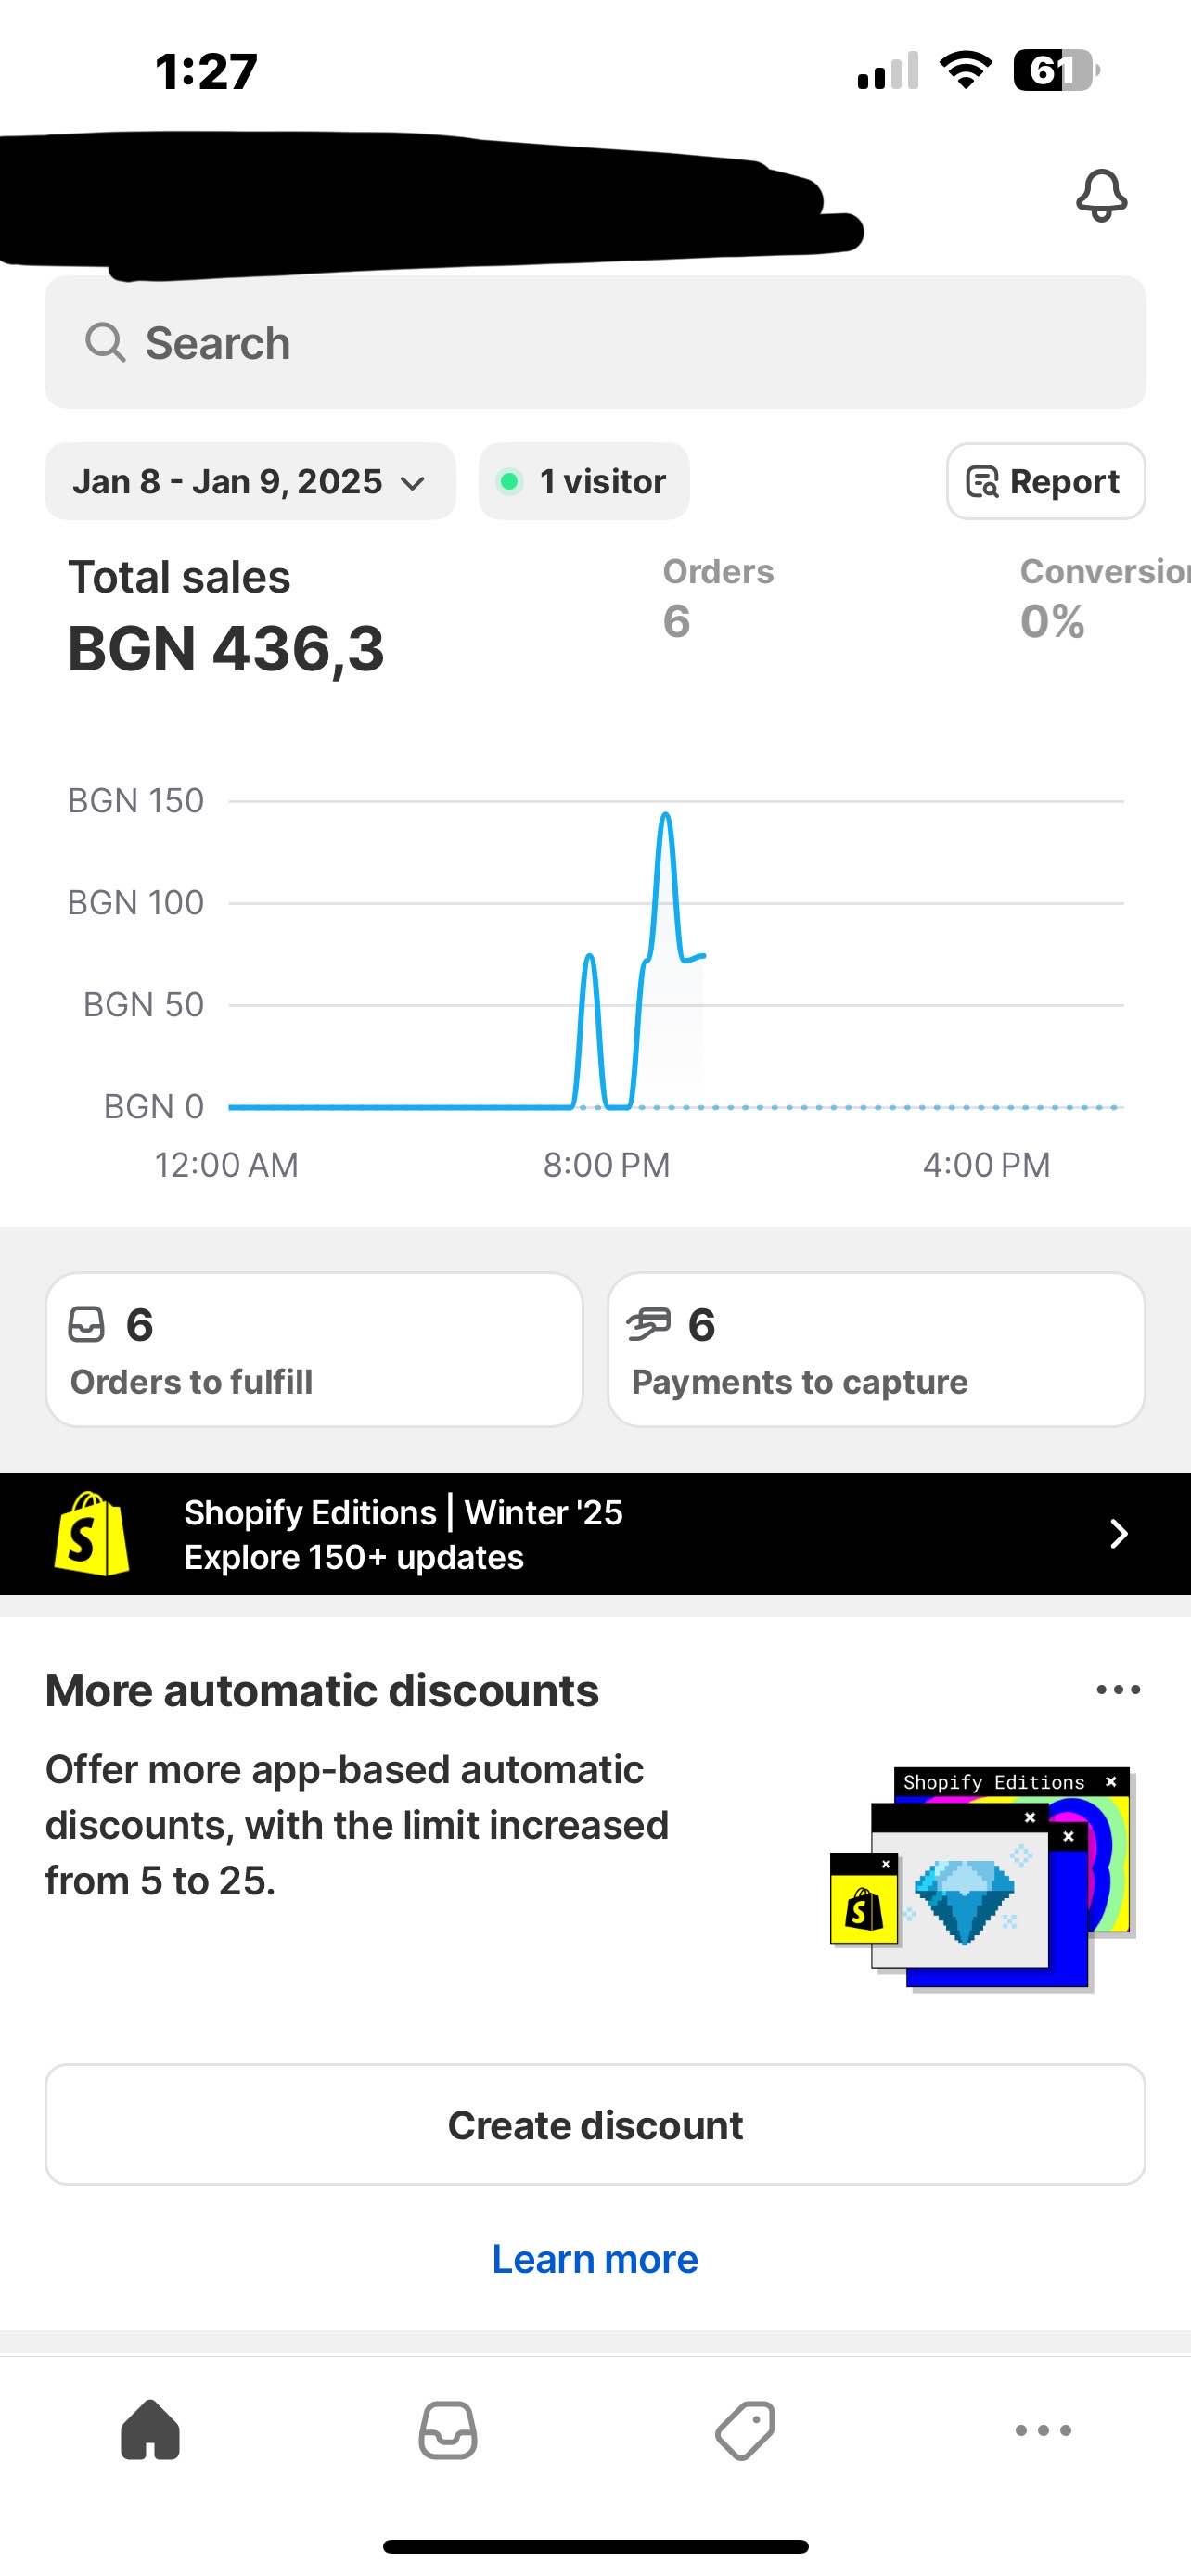 1:27
61
Search
Jan 8 - Jan 9, 2025
1 visitor
Report
Total sales
BGN 436,3
Orders
6
Conversion
0%
BGN 150
BGN 100
BGN 50
BGN 0
12:00 AM
8:00 PM
4:00 PM
6
Orders to fulfill
6
Payments to capture
Shopify Editions | Winter '25
Explore 150+ updates
More automatic discounts
Offer more app-based automatic
discounts, with the limit increased
from 5 to 25.
Shopify Editions
Create discount
Learn more